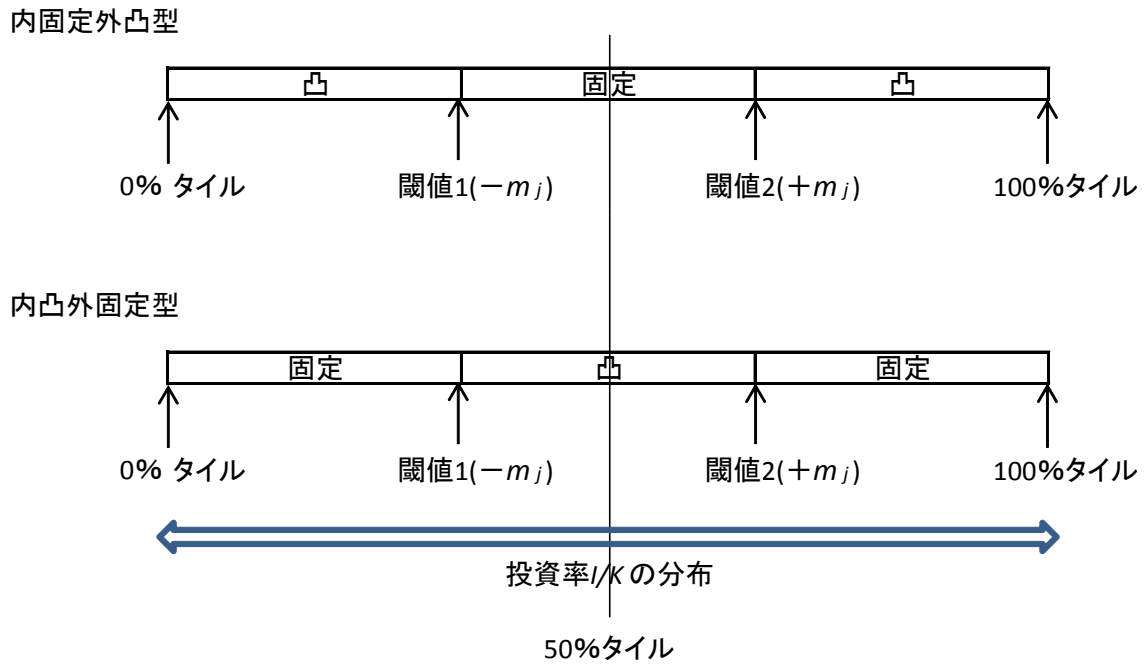 内固定外凸型
凸 固定 凸
0% タイル 閾値1(－m j) 閾値2(＋m j) 100%タイル
内凸外固定型
固定 凸 固定
0% タイル 閾値1(－m j) 閾値2(＋m j) 100%タイル
投資率I/K の分布
50%タイル